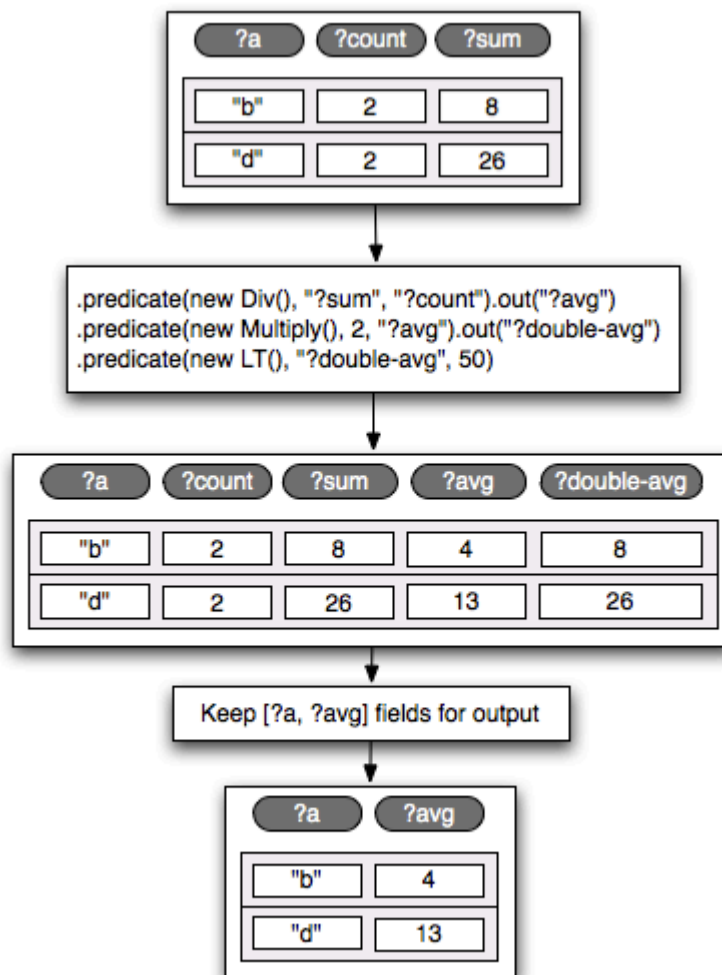 ?a ?count ?sum
"b" 2 8
"d" 2 26
.predicate(new Div(), "?sum", "?count").out("?avg")
.predicate(new Multiply(), 2, "?avg").out("?double-avg")
.predicate(new LT(), "?double-avg", 50)
?a ?count ?sum ?avg ?double-avg
"b" 2 8 4 8
"d" 2 26 13 26
Keep [?a, ?avg] fields for output
?a ?avg
"b" 4
"d" 13